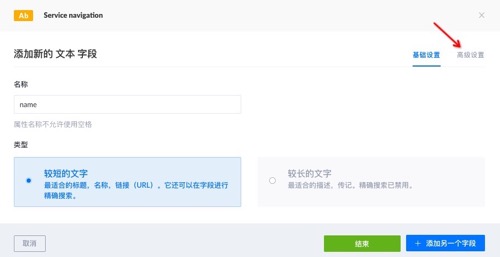 Ab Service navigation
添加新的 文本 字段
基础设置
高级设置
名称
name
属性名称不允许使用空格
类型
较短的文字
最适合的标题，名称，链接（URL），它还可以在字段进行
精确搜索。
较长的文字
最适合的描述，传记，精确搜索已禁用。
取消
结束
+ 添加另一个字段